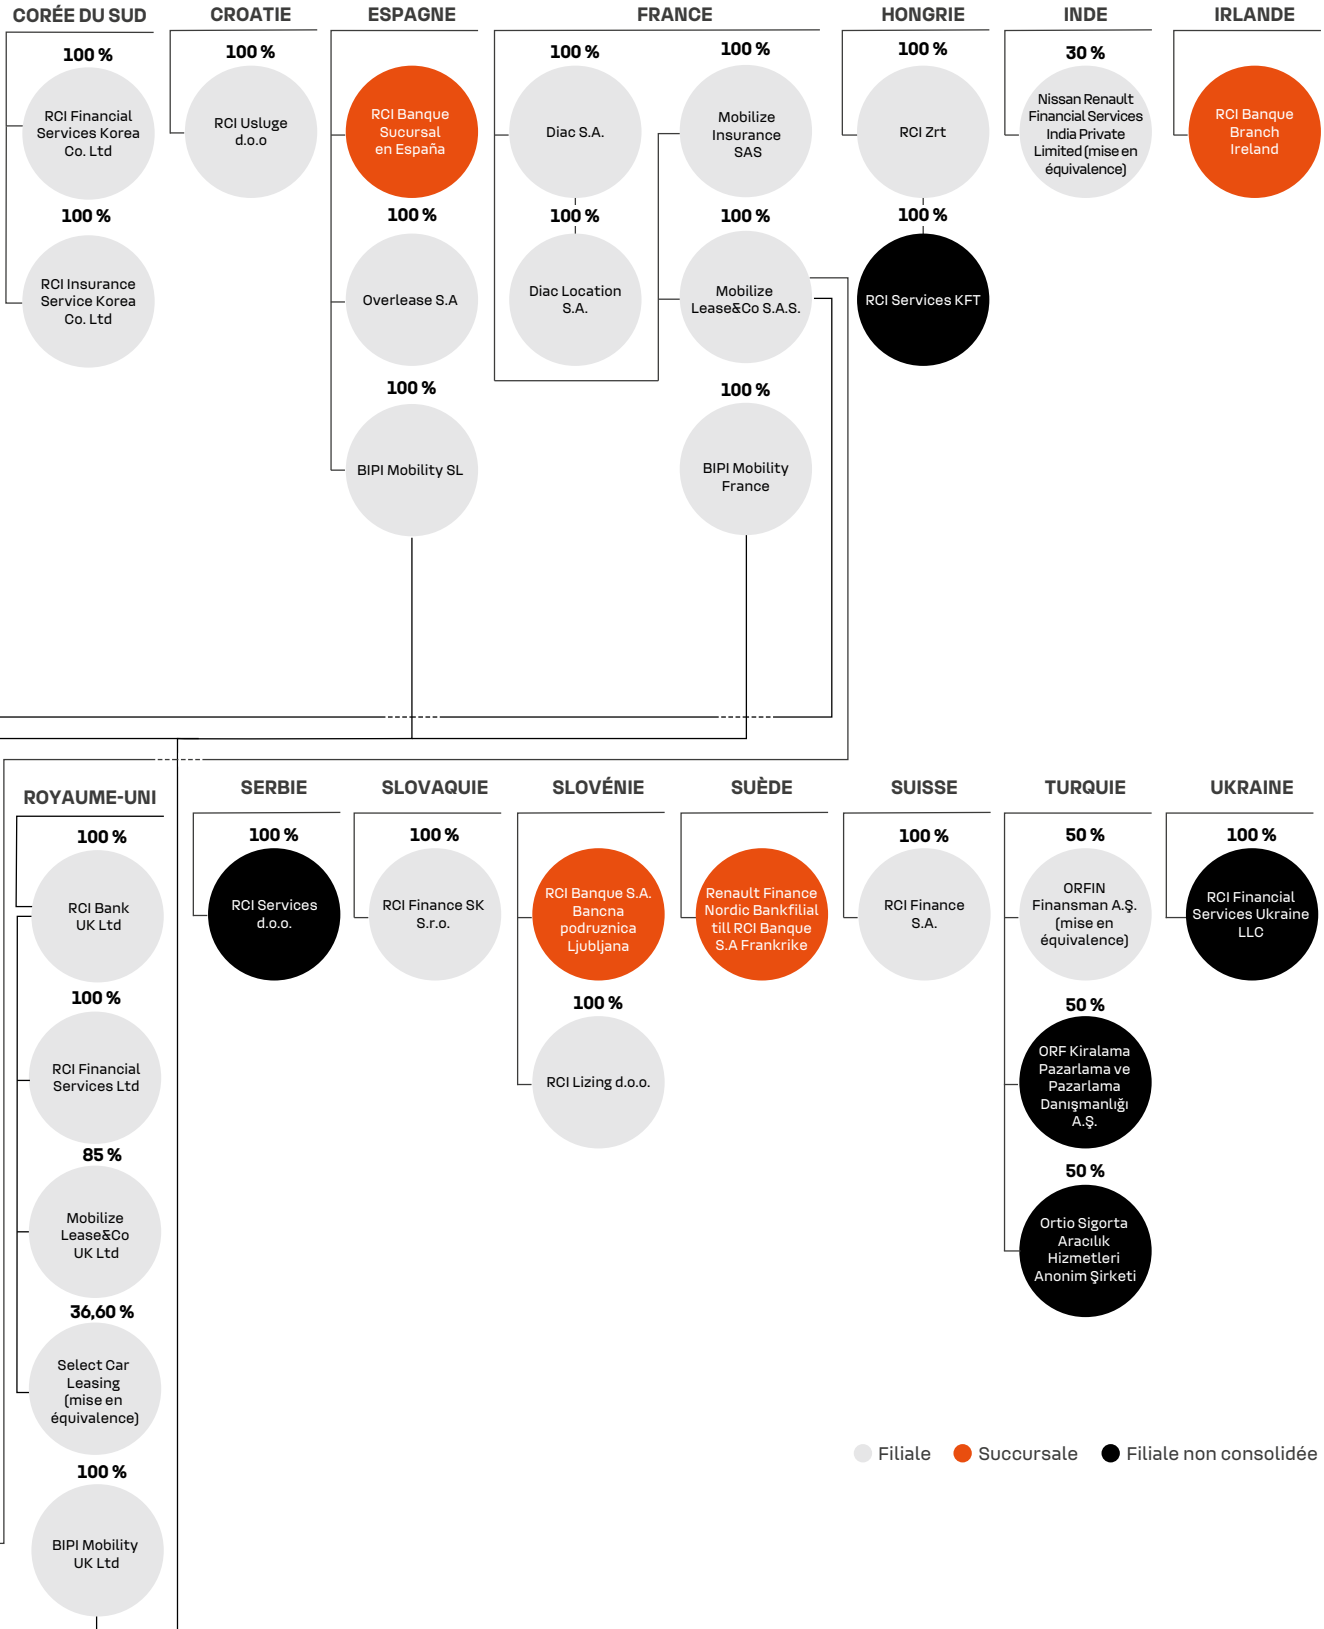 CORÉE DU SUD
100 %
RCI Financial
Services Korea
Co. Ltd
100 %
RCI Insurance
Service Korea
Co. Ltd
CROATIE
100 %
RCI Usluge
d.o.o
ESPAGNE
RCI Banque
Sucursal
en España
100 %
Overlease S.A
100 %
BIPI Mobility SL
FRANCE
100 %
Diac S.A.
100 %
Diac Location
S.A.
100 %
Mobilize
Insurance
SAS
100 %
Mobilize
Lease&Co S.A.S.
100 %
BIPI Mobility
France
HONGRIE
100 %
RCI Zrt
100 %
RCI Services KFT
INDE
30 %
Nissan Renault
Financial Services
India Private
Limited (mise en
équivalence)
IRLANDE
RCI Banque
Branch
Ireland
ROYAUME-UNI
100 %
RCI Bank
UK Ltd
100 %
RCI Financial
Services Ltd
85 %
Mobilize
Lease&Co
UK Ltd
36,60 %
Select Car
Leasing
(mise en
équivalence)
100 %
BIPI Mobility
UK Ltd
SERBIE
100 %
RCI Services
d.o.o.
SLOVAQUIE
100 %
RCI Finance SK
S.r.o.
SLOVÉNIE
RCI Banque S.A.
Bancna
podruznica
Ljubljana
100 %
RCI Lizing d.o.o.
SUÈDE
Renault Finance
Nordic Bankfilial
till RCI Banque
S.A Frankrike
SUISSE
100 %
RCI Finance
S.A.
TURQUIE
50 %
ORFIN
Finansman A.Ş.
(mise en
équivalence)
50 %
ORF Kiralama
Pazarlama ve
Pazarlama
Danışmanlığı
A.Ş.
50 %
Ortio Sigorta
Aracılık
Hizmetleri
Anonim Şirketi
UKRAINE
100 %
RCI Financial
Services Ukraine
LLC
Filiale
Succursale
Filiale non consolidée